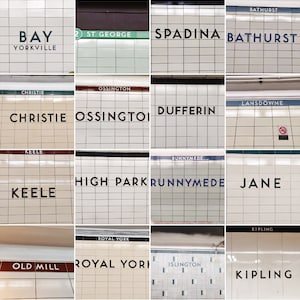 BAY
YORKVILLE
2 ST. GEORGE
SPADINA
BATHURST
BATHURST
CHRISTIE
CHRISTIE
OSSINGTON
OSSINGTON
DUFFERIN
LANSDOWNE
KEELE
KEELE
HIGH PARK
RUNNYMEDE
RUNNYMEDE
JANE
OLD MILL
ROYAL YORK
ROYAL YORK
ISLINGTON
KIPLING
KIPLING